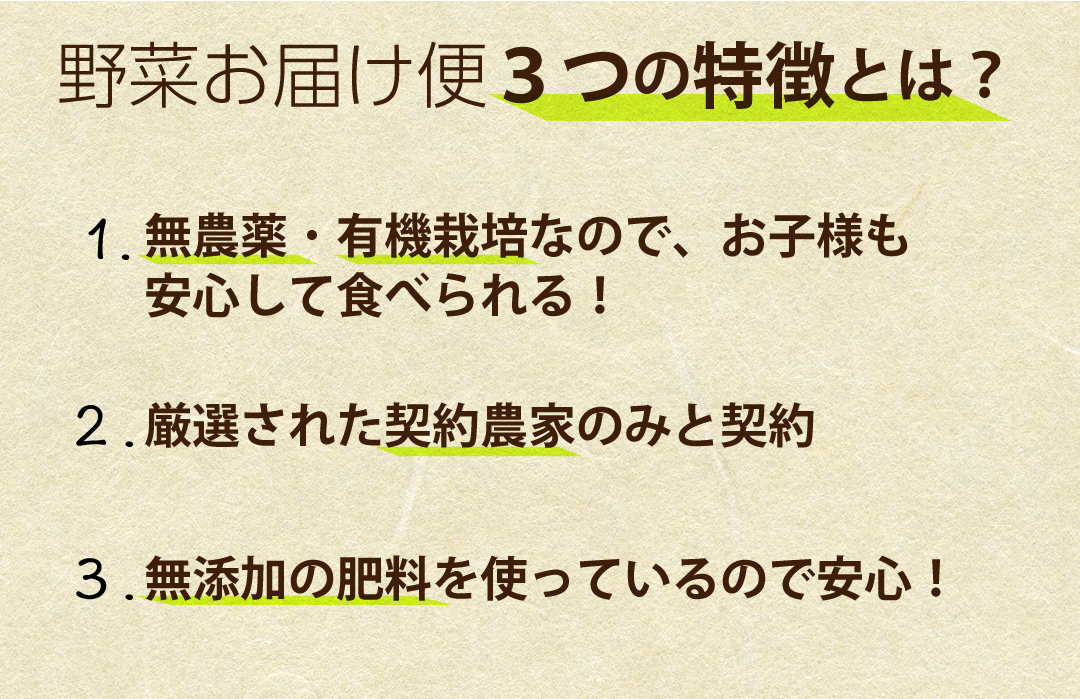 野菜お届け便3つの特徴とは？
1.無農薬・有機栽培なので、お子様も
安心して食べられる！
2.厳選された契約農家のみと契約
3.無添加の肥料を使っているので安心！